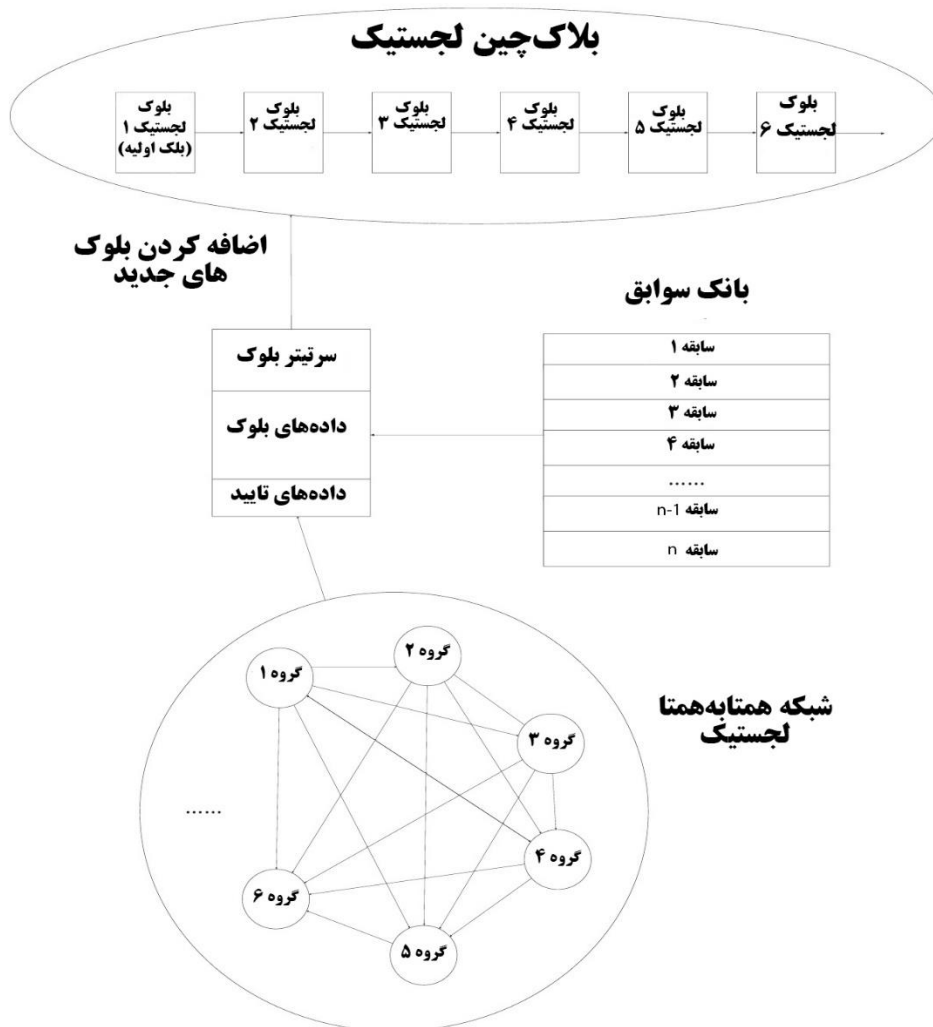 بلاک‌چین لجستیک
بلوک
لجستیک ۱
(بلک اولیه)
بلوک
لجستیک ۲
بلوک
لجستیک ۳
بلوک
لجستیک ۴
بلوک
لجستیک ۵
بلوک
لجستیک ۶
اضافه کردن بلوک
های جدید
بانک سوابق
سرتیتر بلوک
داده‌های بلوک
داده‌های تایید
سابقه ۱
سابقه ۲
سابقه ۳
سابقه ۴
......
سابقه n-1
سابقه n
شبکه همتابه‌همتا
لجستیک
گروه ۱
گروه ۲
گروه ۳
گروه ۴
گروه ۵
گروه ۶
......